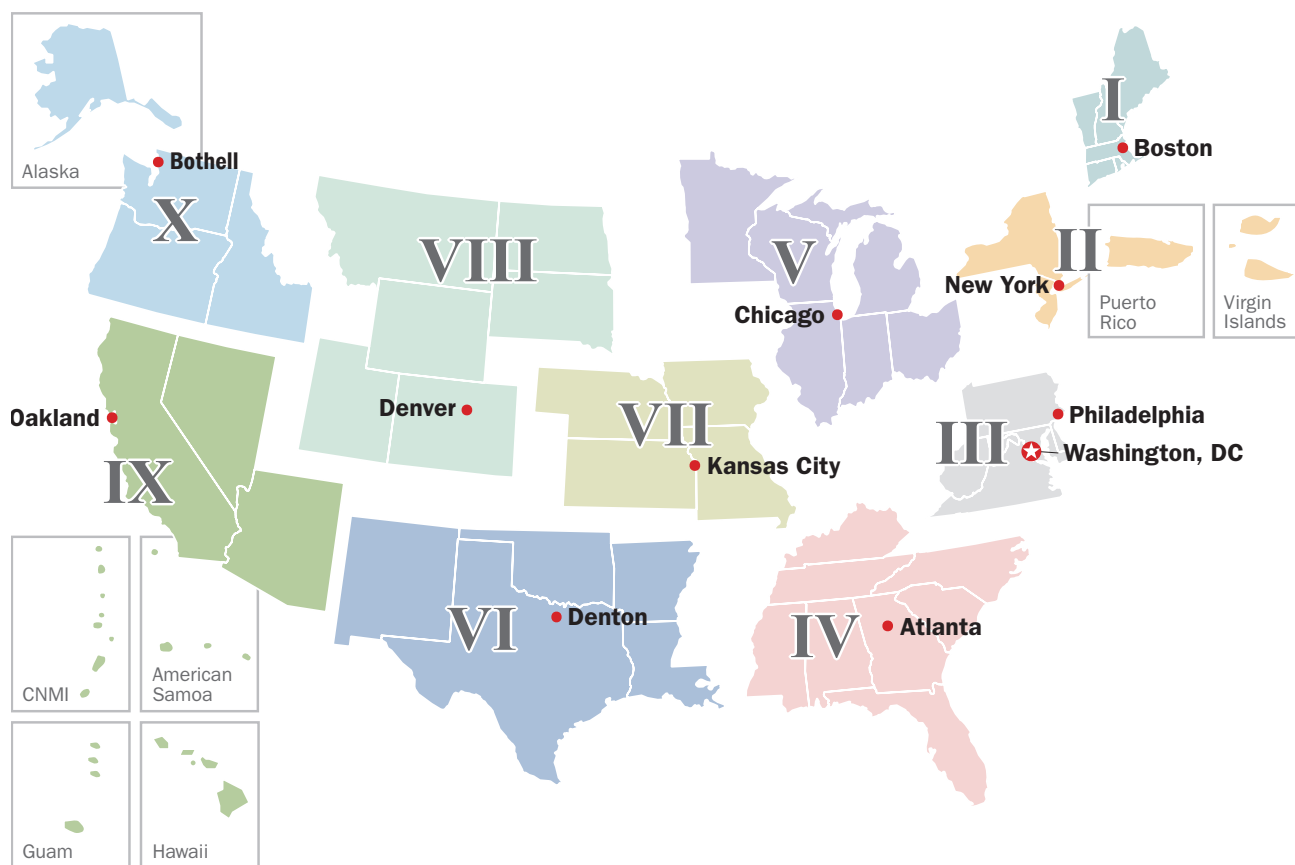 Alaska
Bothell
X
VIII
V
I
Boston
II
New York
Puerto
Rico
Virgin
Islands
Chicago
Oakland
IX
Denver
VII
Kansas City
III
Philadelphia
Washington, DC
VI
Denton
IV
Atlanta
CNMI
American
Samoa
Guam
Hawaii